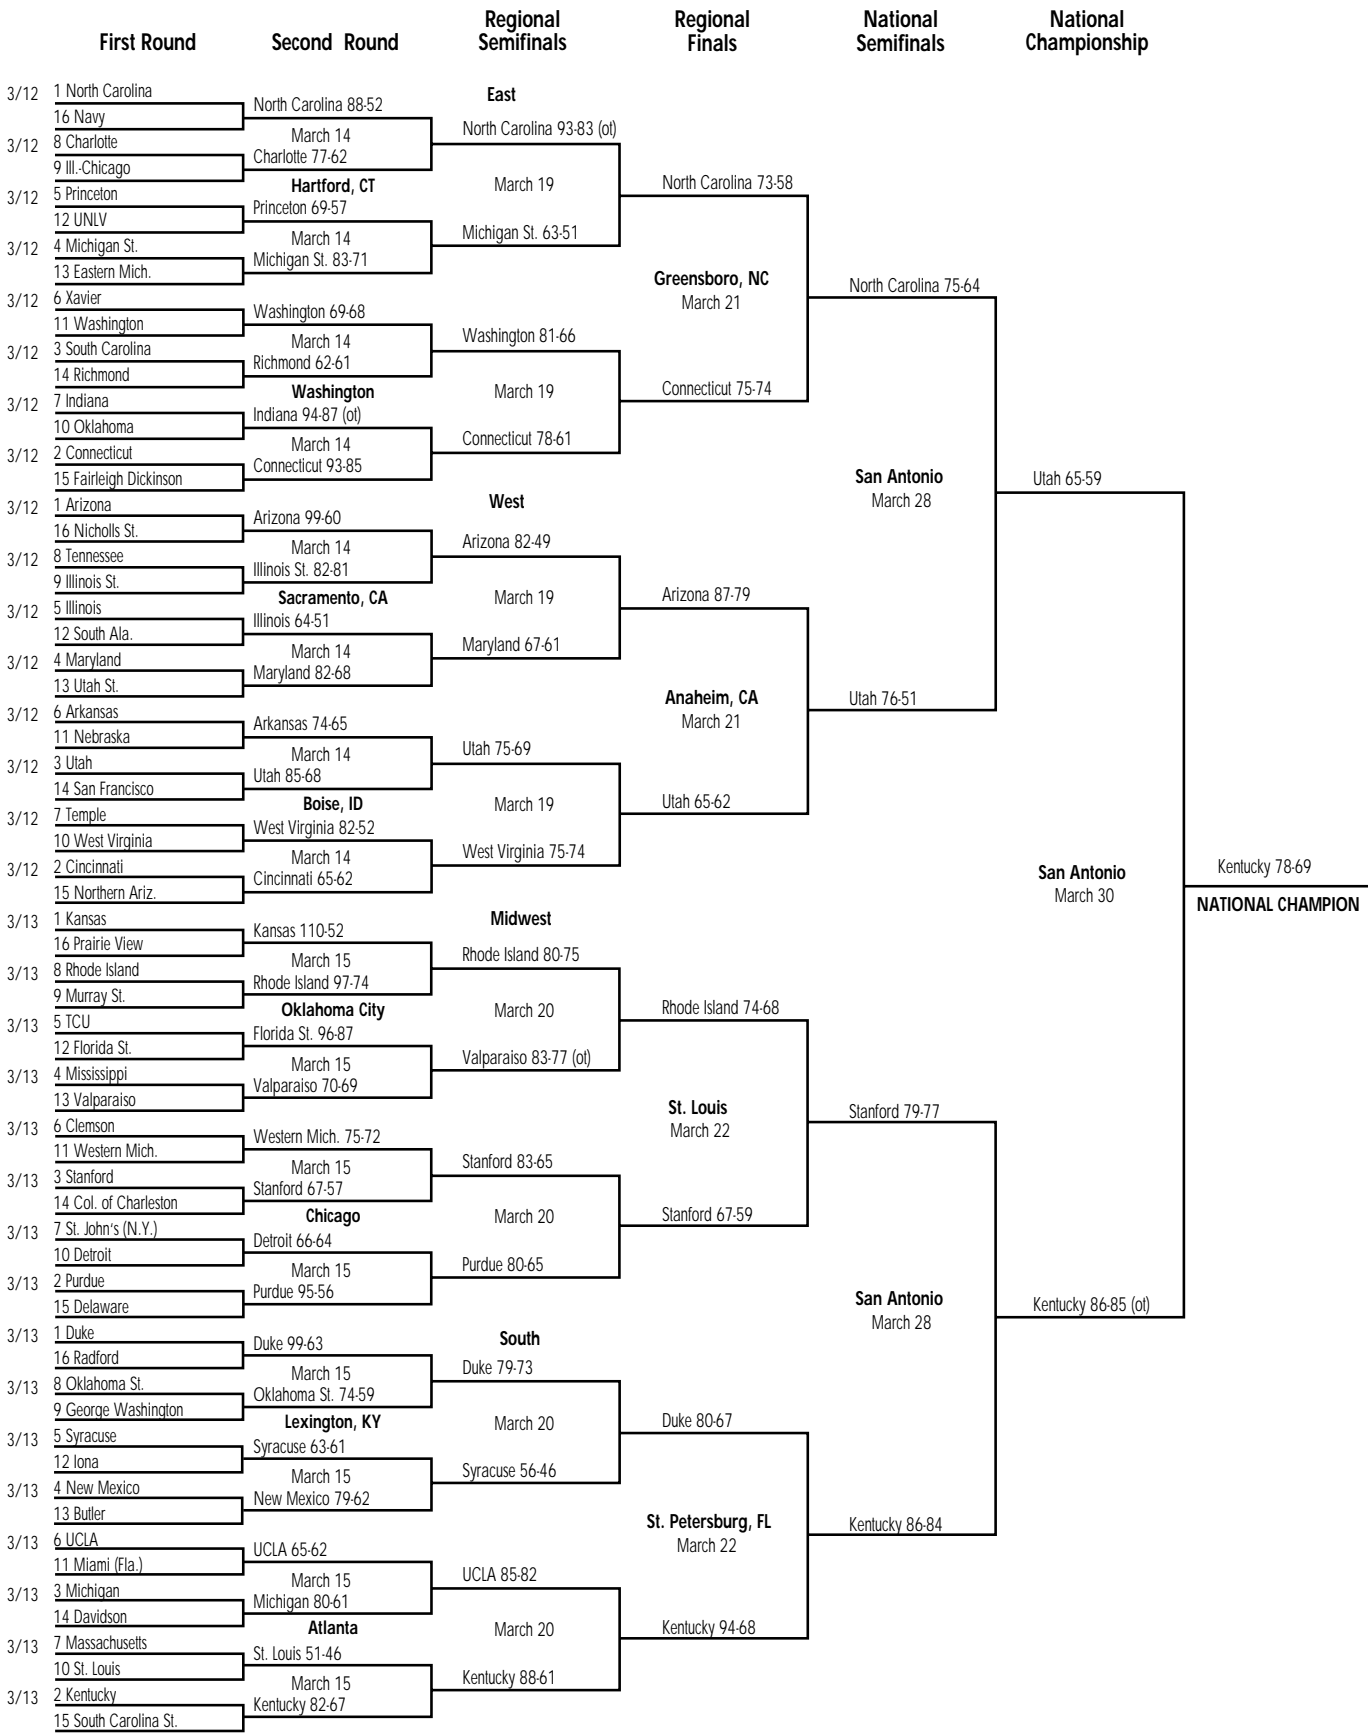 First Round
Second Round
Regional
Semifinals
Regional
Finals
National
Semifinals
National
Championship
East
3/12
1 North Carolina
16 Navy
3/12
8 Charlotte
9 Ill.-Chicago
3/12
5 Princeton
12 UNLV
3/12
4 Michigan St.
13 Eastern Mich.
3/12
6 Xavier
11 Washington
3/12
3 South Carolina
14 Richmond
3/12
7 Indiana
10 Oklahoma
3/12
2 Connecticut
15 Fairleigh Dickinson
North Carolina 88-52
March 14
Charlotte 77-62
Hartford, CT
Princeton 69-57
March 14
Michigan St. 83-71
Washington 69-68
March 14
Richmond 62-61
Washington
Indiana 94-87 (ot)
March 14
Connecticut 93-85
North Carolina 93-83 (ot)
March 19
Michigan St. 63-51
Washington 81-66
March 19
Connecticut 78-61
North Carolina 73-58
Greensboro, NC
March 21
Connecticut 75-74
North Carolina 75-64
West
3/12
1 Arizona
16 Nicholls St.
3/12
8 Tennessee
9 Illinois St.
3/12
5 Illinois
12 South Ala.
3/12
4 Maryland
13 Utah St.
3/12
6 Arkansas
11 Nebraska
3/12
3 Utah
14 San Francisco
3/12
7 Temple
10 West Virginia
3/12
2 Cincinnati
15 Northern Ariz.
Arizona 99-60
March 14
Illinois St. 82-81
Sacramento, CA
Illinois 64-51
March 14
Maryland 82-68
Arkansas 74-65
March 14
Utah 85-68
Boise, ID
West Virginia 82-52
March 14
Cincinnati 65-62
Arizona 82-49
March 19
Maryland 67-61
Utah 75-69
March 19
West Virginia 75-74
Arizona 87-79
Anaheim, CA
March 21
Utah 65-62
Utah 76-51
San Antonio
March 28
Utah 65-59
Midwest
3/13
1 Kansas
16 Prairie View
3/13
8 Rhode Island
9 Murray St.
3/13
5 TCU
12 Florida St.
3/13
4 Mississippi
13 Valparaiso
3/13
6 Clemson
11 Western Mich.
3/13
3 Stanford
14 Col. of Charleston
3/13
7 St. John's (N.Y.)
10 Detroit
3/13
2 Purdue
15 Delaware
Kansas 110-52
March 15
Rhode Island 97-74
Oklahoma City
Florida St. 96-87
March 15
Valparaiso 70-69
Western Mich. 75-72
March 15
Stanford 67-57
Chicago
Detroit 66-64
March 15
Purdue 95-56
Rhode Island 80-75
March 20
Valparaiso 83-77 (ot)
Stanford 83-65
March 20
Purdue 80-65
Rhode Island 74-68
St. Louis
March 22
Stanford 67-59
Stanford 79-77
South
3/13
1 Duke
16 Radford
3/13
8 Oklahoma St.
9 George Washington
3/13
5 Syracuse
12 Iona
3/13
4 New Mexico
13 Butler
3/13
6 UCLA
11 Miami (Fla.)
3/13
3 Michigan
14 Davidson
3/13
7 Massachusetts
10 St. Louis
3/13
2 Kentucky
15 South Carolina St.
Duke 99-63
March 15
Oklahoma St. 74-59
Lexington, KY
Syracuse 63-61
March 15
New Mexico 79-62
UCLA 65-62
March 15
Michigan 80-61
Atlanta
St. Louis 51-46
March 15
Kentucky 82-67
Duke 79-73
March 20
Syracuse 56-46
UCLA 85-82
March 20
Kentucky 88-61
Duke 80-67
St. Petersburg, FL
March 22
Kentucky 94-68
Kentucky 86-84
San Antonio
March 28
Kentucky 86-85 (ot)
San Antonio
March 30
Kentucky 78-69
NATIONAL CHAMPION